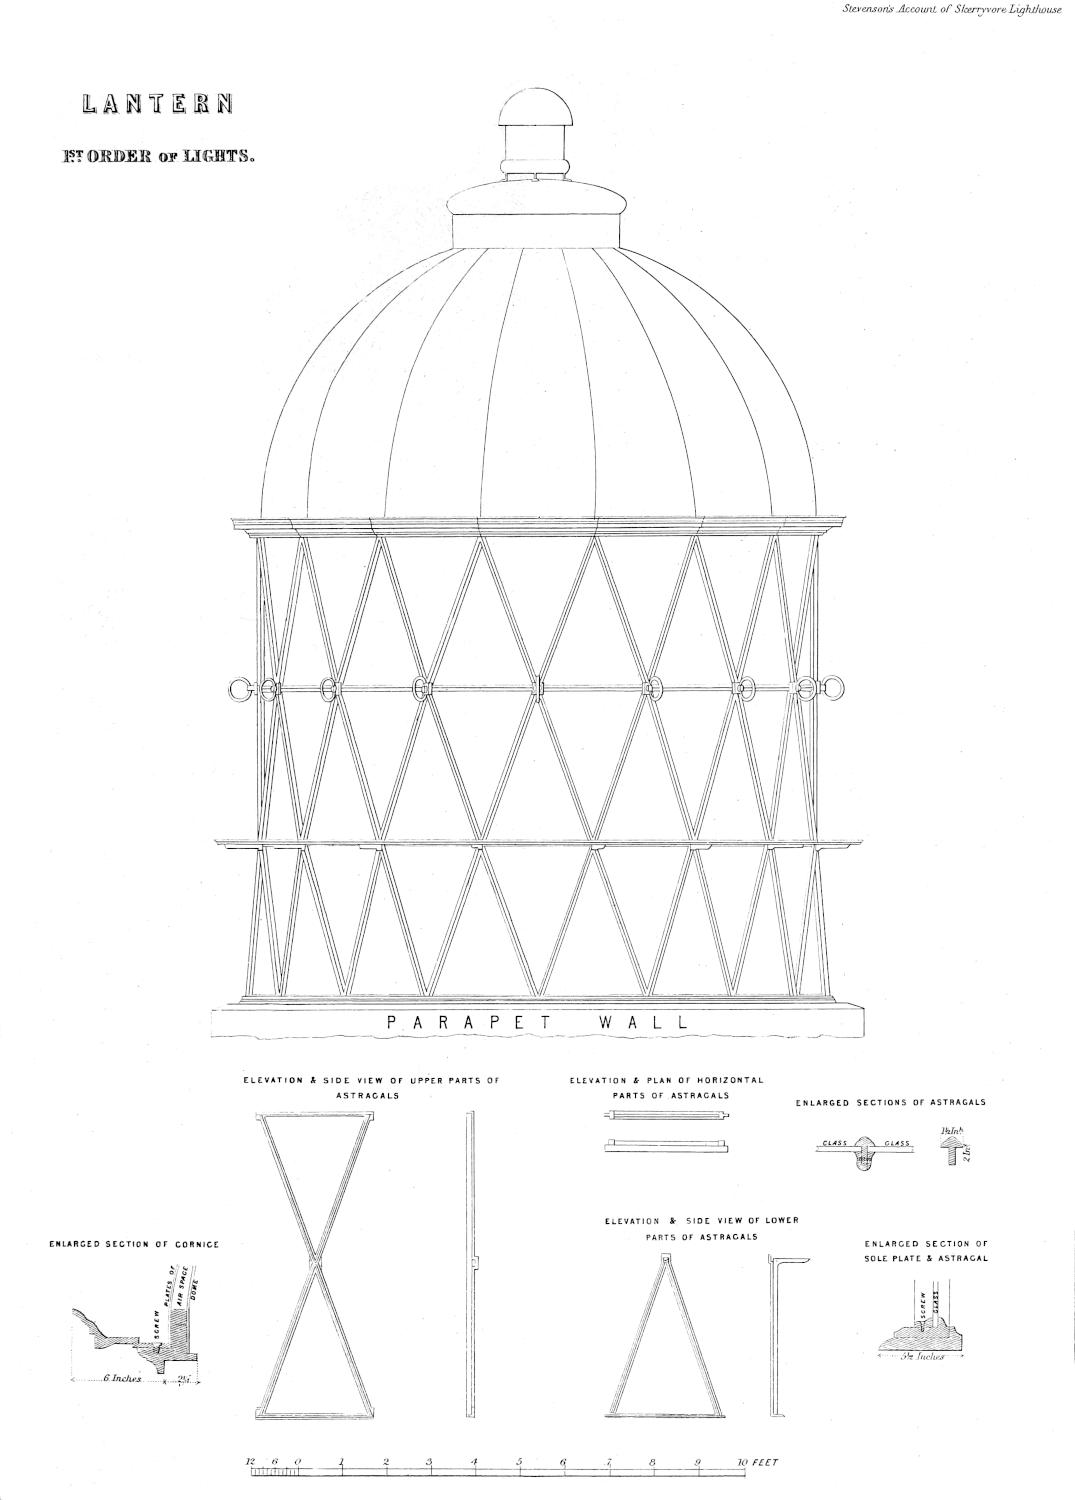 Stevenson's Account of Skerryvore Lighthouse
LANTERN
1ST ORDER OF LIGHTS.
PARAPET WALL
ELEVATION & SIDE VIEW OF UPPER PARTS OF
ASTRAGALS
ELEVATION & PLAN OF HORIZONTAL
PARTS OF ASTRAGALS
ENLARGED SECTIONS OF ASTRAGALS
GLASS GLASS
1½ Inh
2 In
ELEVATION & SIDE VIEW OF LOWER
PARTS OF ASTRAGALS
ENLARGED SECTION OF CORNICE
SCREW
PLATES OF
AIR SPACE
DOME
6 Inches
2¼
ENLARGED SECTION OF
SOLE PLATE & ASTRAGAL
SCREW
GLASS
5½ Inches
12 6 0 1 2 3 4 5 6 7 8 9 10 FEET